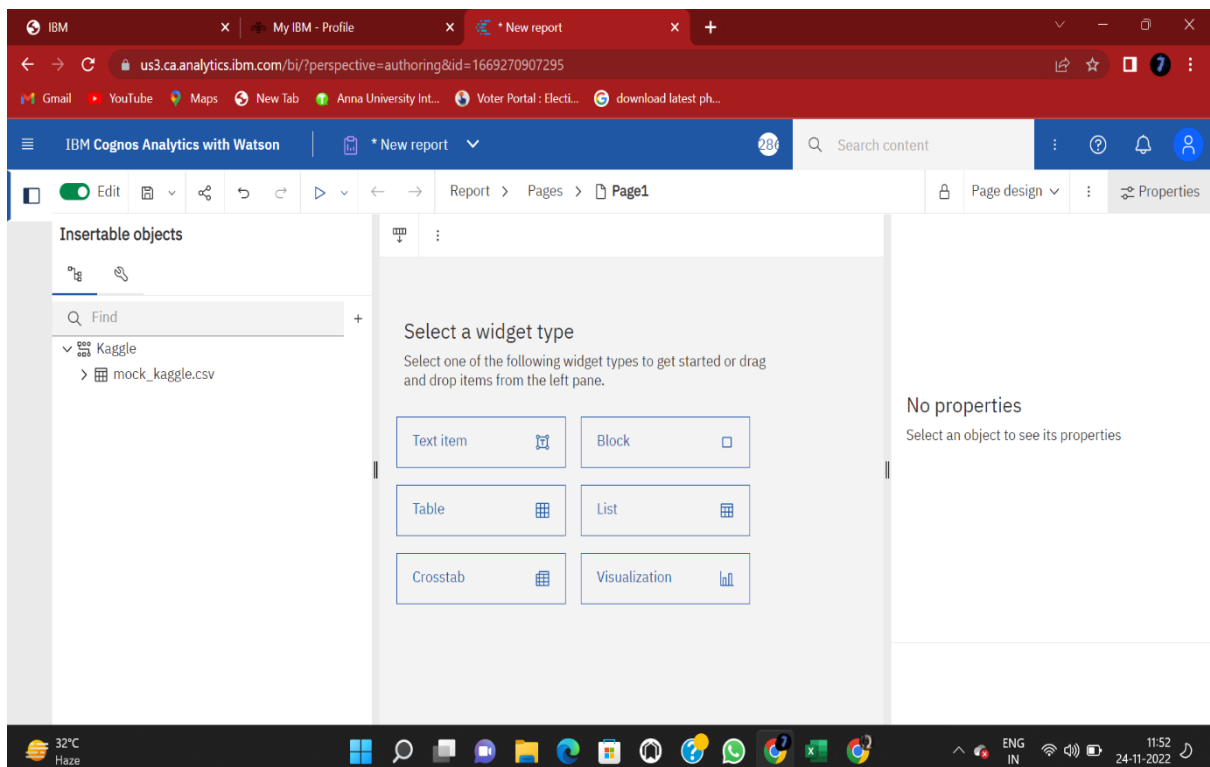 IBM
My IBM - Profile
* New report
us3.ca.analytics.ibm.com/bi/?perspective=authoring&id=1669270907295
Gmail YouTube Maps New Tab Anna University Int... Voter Portal : Electi... download latest ph...
IBM Cognos Analytics with Watson
* New report
286
Search content
Edit
Report > Pages > Page1
Page design
Properties
Insertable objects
Find
Kaggle
mock_kaggle.csv
Select a widget type
Select one of the following widget types to get started or drag
and drop items from the left pane.
Text item
Block
Table
List
Crosstab
Visualization
No properties
Select an object to see its properties
32°C
Haze
ENG
IN
11:52
24-11-2022